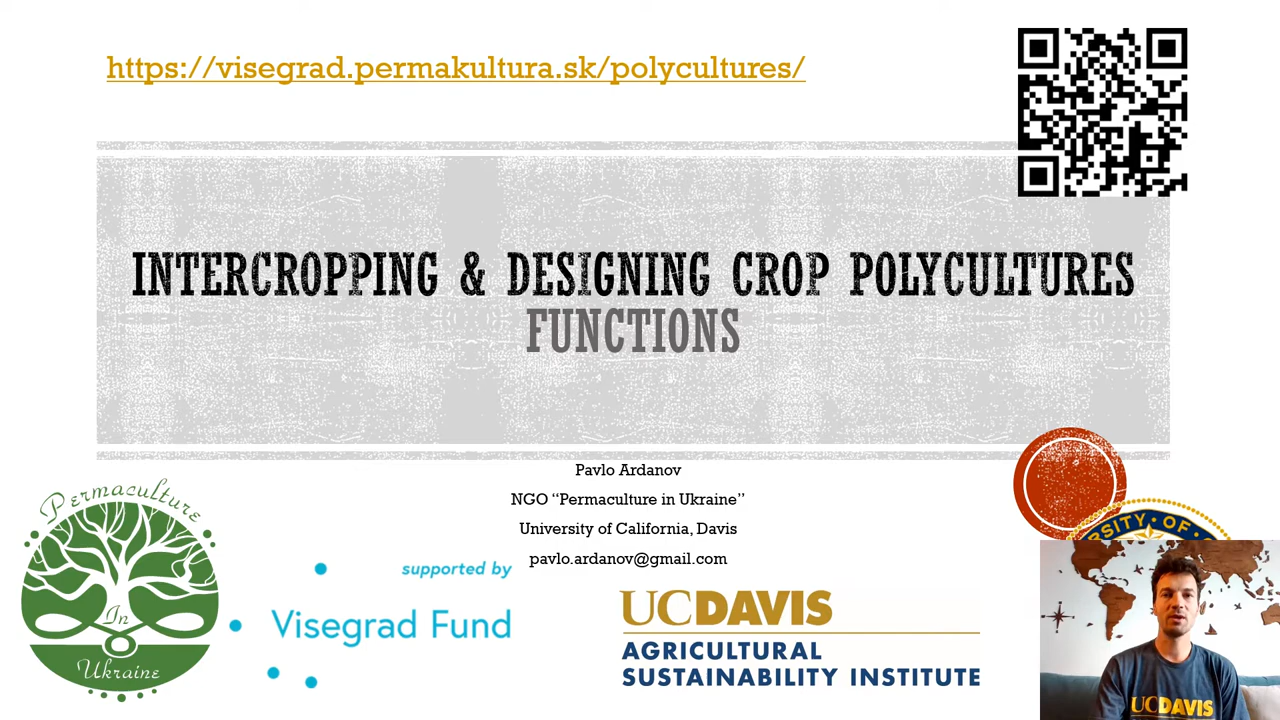 https://visegrad.permakultura.sk/polycultures/
INTERCROPPING & DESIGNING CROP POLYCULTURES
FUNCTIONS
Pavlo Ardanov
NGO “Permaculture in Ukraine”
University of California, Davis
pavlo.ardanov@gmail.com
Permaculture
In
Ukraine
supported by
Visegrad Fund
UCDAVIS
AGRICULTURAL
SUSTAINABILITY INSTITUTE
UCDAVIS